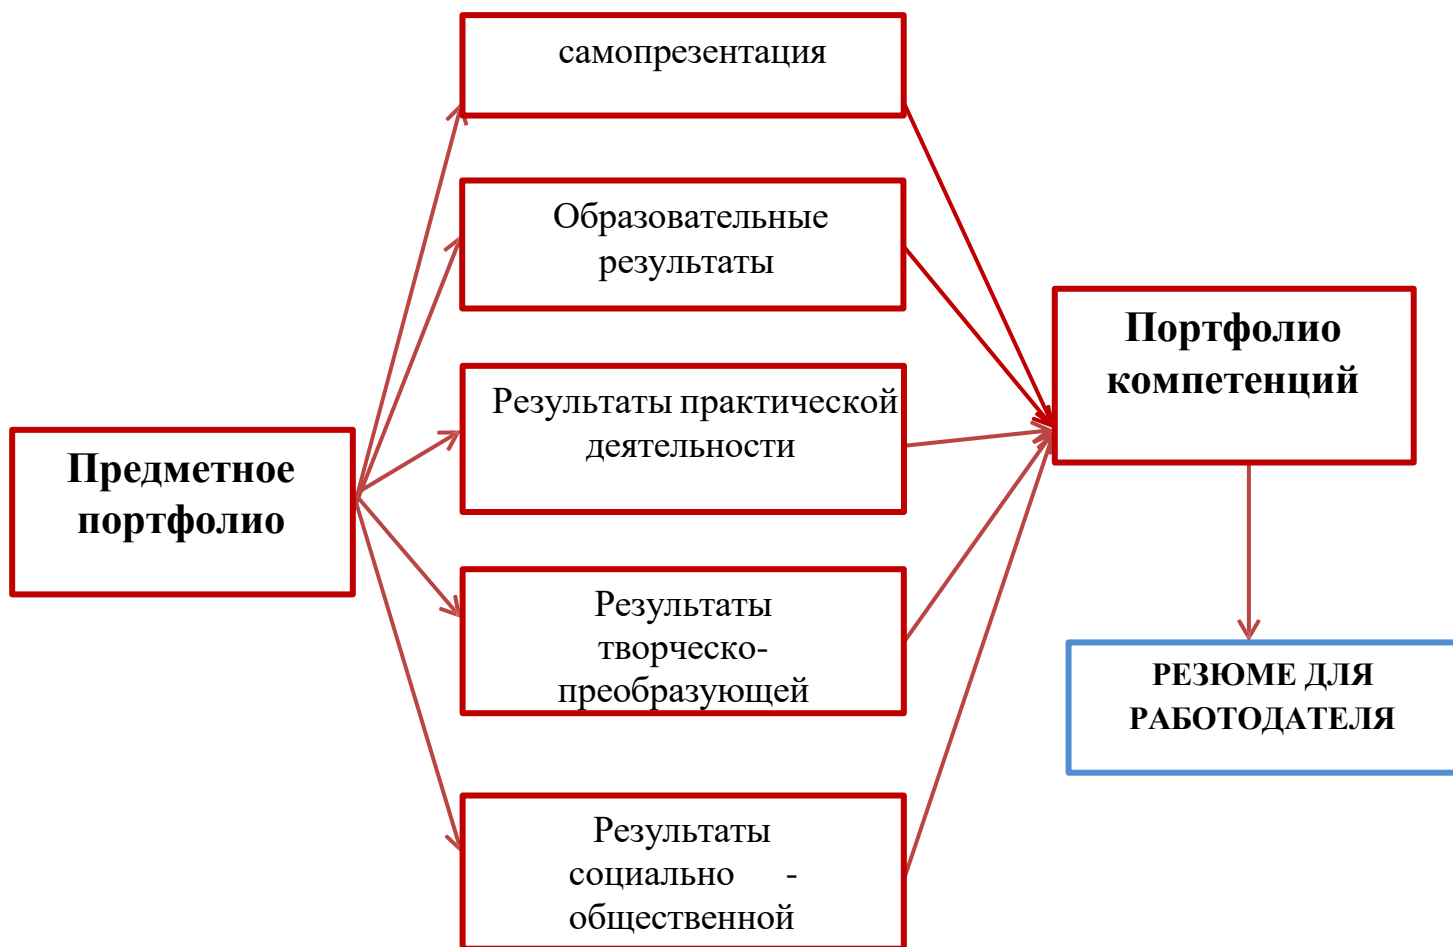 самопрезентация
Образовательные
результаты
Результаты практической
деятельности
Предметное
портфолио
Результаты
творческо-
преобразующей
Результаты
социально -
общественной
Портфолио
компетенций
РЕЗЮМЕ ДЛЯ
РАБОТОДАТЕЛЯ